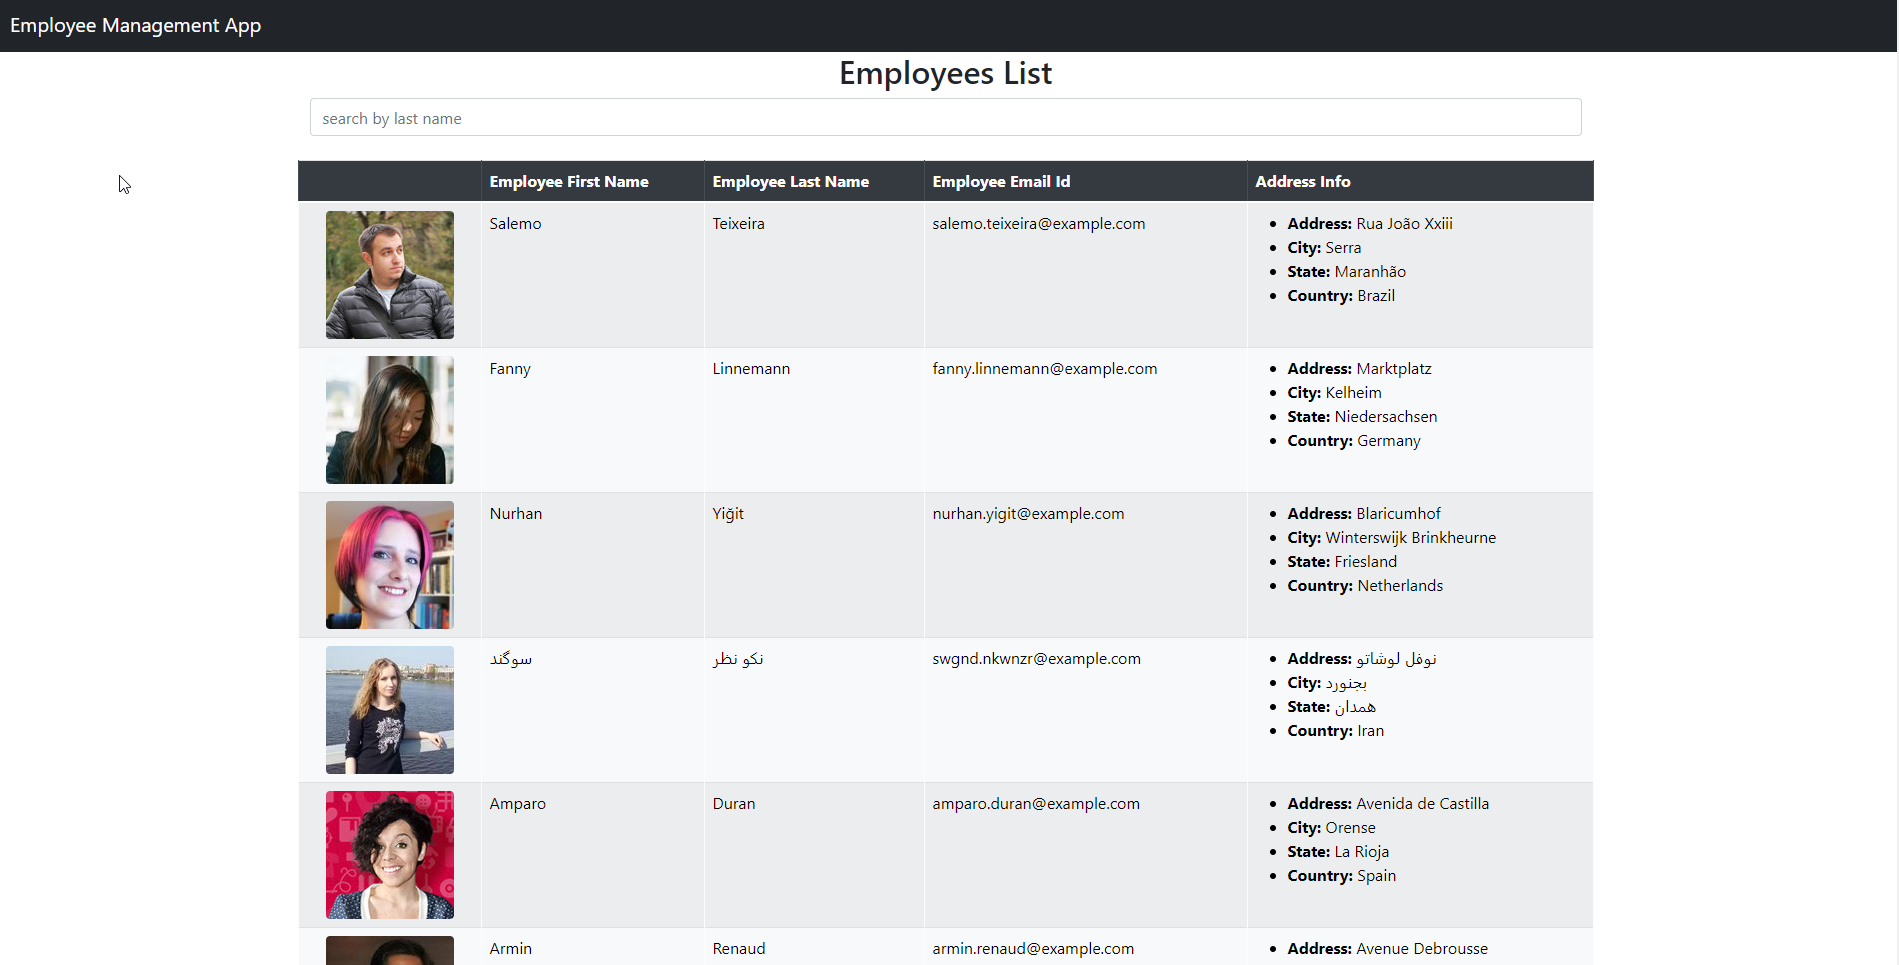 Employee Management App
Employees List
search by last name
Employee First Name Employee Last Name Employee Email Id Address Info
Salemo Teixeira salemo.teixeira@example.com
Address: Rua João Xxiii
City: Serra
State: Maranhão
Country: Brazil
Fanny Linnemann fanny.linnemann@example.com
Address: Marktplatz
City: Kelheim
State: Niedersachsen
Country: Germany
Nurhan Yiğit nurhan.yigit@example.com
Address: Blaricumhof
City: Winterswijk Brinkheurne
State: Friesland
Country: Netherlands
سوگند نكو نظر swgnd.nkwnzr@example.com
Address: نوفل لوشاتو
City: بجنورد
State: همدان
Country: Iran
Amparo Duran amparo.duran@example.com
Address: Avenida de Castilla
City: Orense
State: La Rioja
Country: Spain
Armin Renaud armin.renaud@example.com
Address: Avenue Debrousse